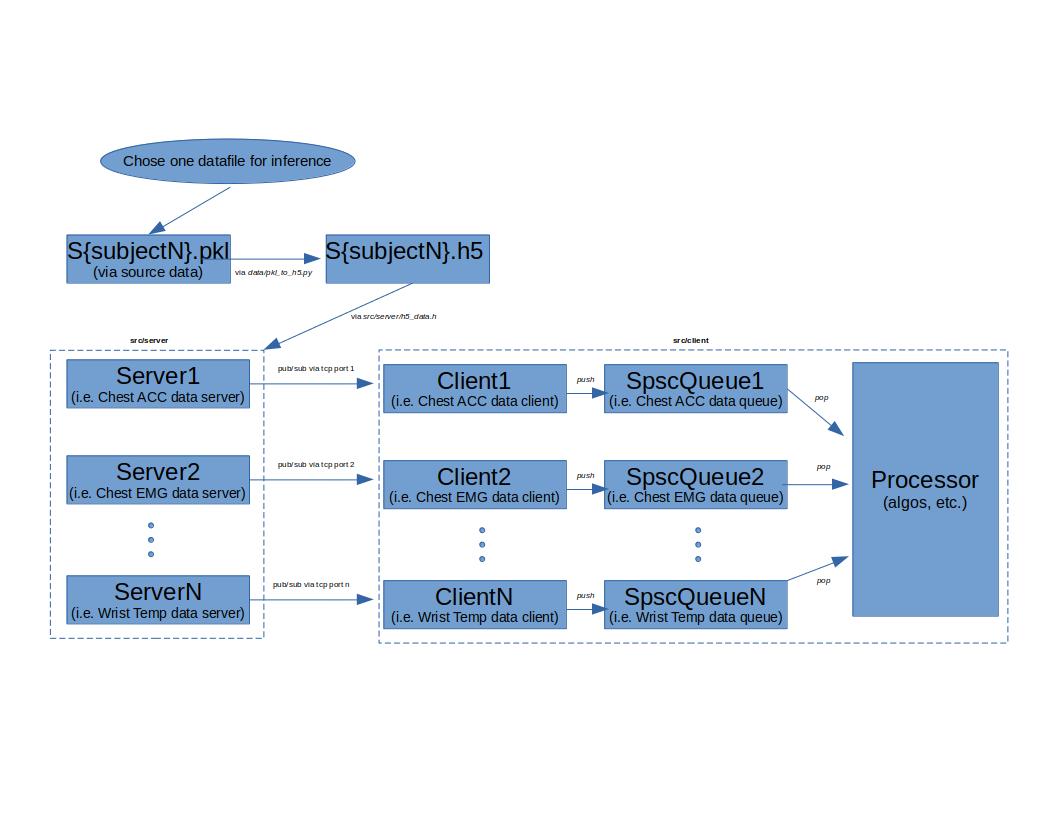 Chose one datafile for inference
S{subjectN}.pkl
(via source data)
via data/pkl_to_h5.py
S{subjectN}.h5
via src/server/h5_data.h
src/server
src/client
Server1
(i.e. Chest ACC data server)
pub/sub via tcp port 1
Client1
(i.e. Chest ACC data client)
push
SpscQueue1
(i.e. Chest ACC data queue)
pop
Server2
(i.e. Chest EMG data server)
pub/sub via tcp port 2
Client2
(i.e. Chest EMG data client)
push
SpscQueue2
(i.e. Chest EMG data queue)
pop
Processor
(algos, etc.)
ServerN
(i.e. Wrist Temp data server)
pub/sub via tcp port n
ClientN
(i.e. Wrist Temp data client)
push
SpscQueueN
(i.e. Wrist Temp data queue)
pop